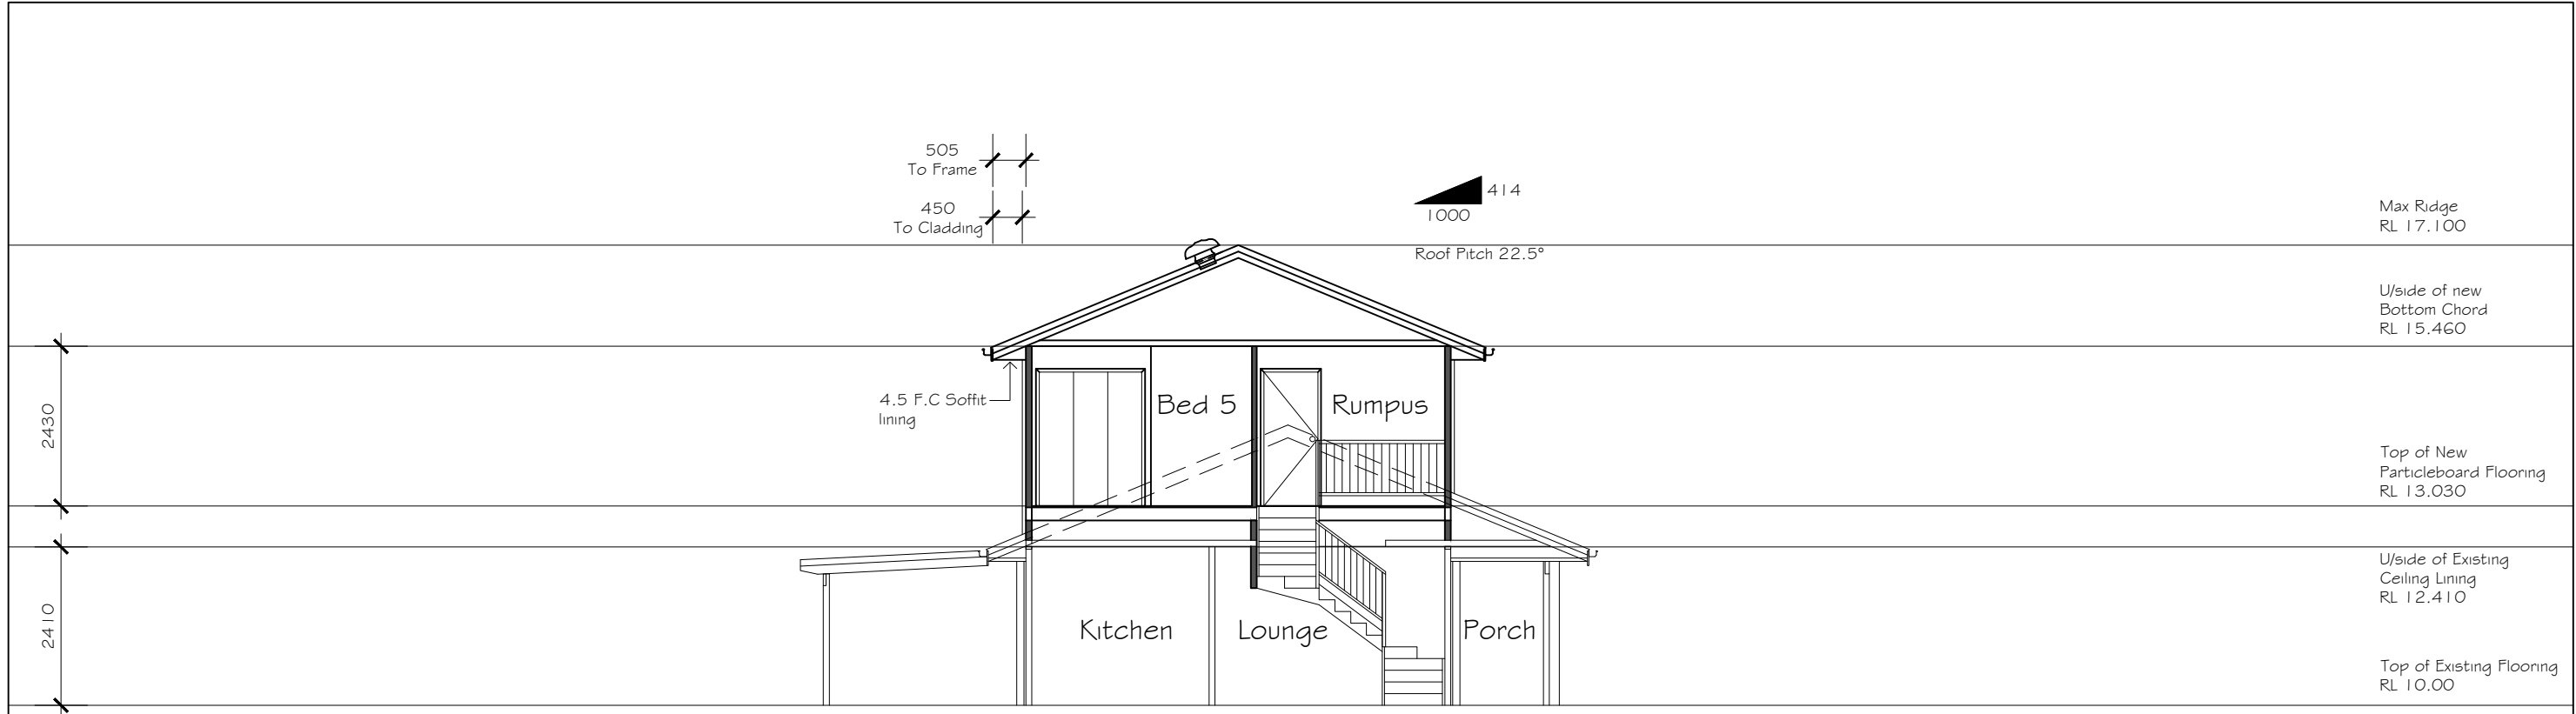 505
To Frame
450
To Cladding
414
1000
Roof Pitch 22.5°
Max Ridge
RL 17.100
U/side of new
Bottom Chord
RL 15.460
4.5 F.C Soffit
lining
Bed 5
Rumpus
2430
Top of New
Particleboard Flooring
RL 13.030
U/side of Existing
Ceiling Lining
RL 12.410
2410
Kitchen
Lounge
Porch
Top of Existing Flooring
RL 10.00